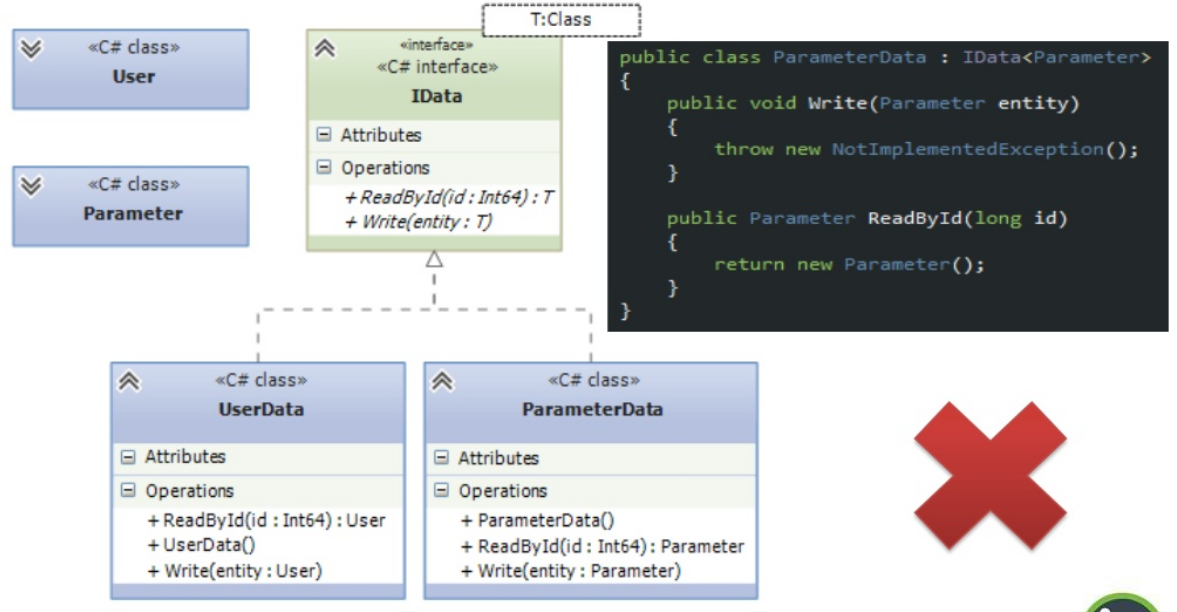 T:Class
«C# class»
User
«C# class»
Parameter
«interface»
«C# interface»
IData
Attributes
Operations
+ ReadById(id : Int64) : T
+ Write(entity : T)
public class ParameterData : IData<Parameter>
{
    public void Write(Parameter entity)
    {
        throw new NotImplementedException();
    }

    public Parameter ReadById(long id)
    {
        return new Parameter();
    }
}
«C# class»
UserData
Attributes
Operations
+ ReadById(id : Int64) : User
+ UserData()
+ Write(entity : User)
«C# class»
ParameterData
Attributes
Operations
+ ParameterData()
+ ReadById(id : Int64) : Parameter
+ Write(entity : Parameter)